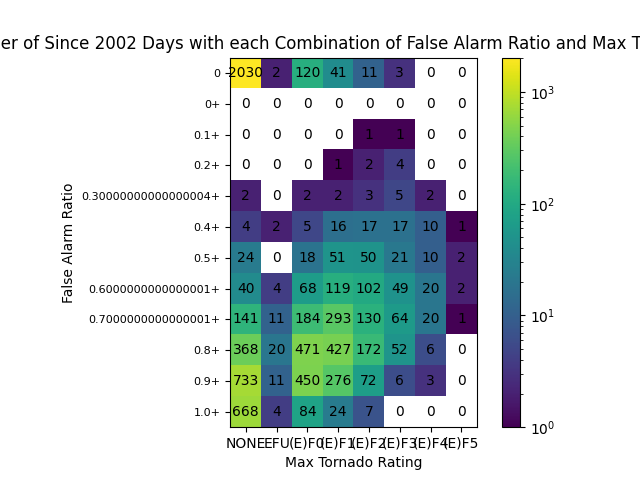 er of Since 2002 Days with each Combination of False Alarm Ratio and Max T
0 2030 2 120 41 11 3 0 0
0+ 0 0 0 0 0 0 0 0
0.1+ 0 0 0 0 1 1 0 0
0.2+ 0 0 0 1 2 4 0 0
0.30000000000000004+ 2 0 2 2 3 5 2 0
0.4+ 4 2 5 16 17 17 10 1
0.5+ 24 0 18 51 50 21 10 2
0.6000000000000001+ 40 4 68 119 102 49 20 2
0.7000000000000001+ 141 11 184 293 130 64 20 1
0.8+ 368 20 471 427 172 52 6 0
0.9+ 733 11 450 276 72 6 3 0
1.0+ 668 4 84 24 7 0 0 0
NONE EFU (E)F0 (E)F1 (E)F2 (E)F3 (E)F4 (E)F5
Max Tornado Rating
False Alarm Ratio
10³
10²
10¹
10⁰